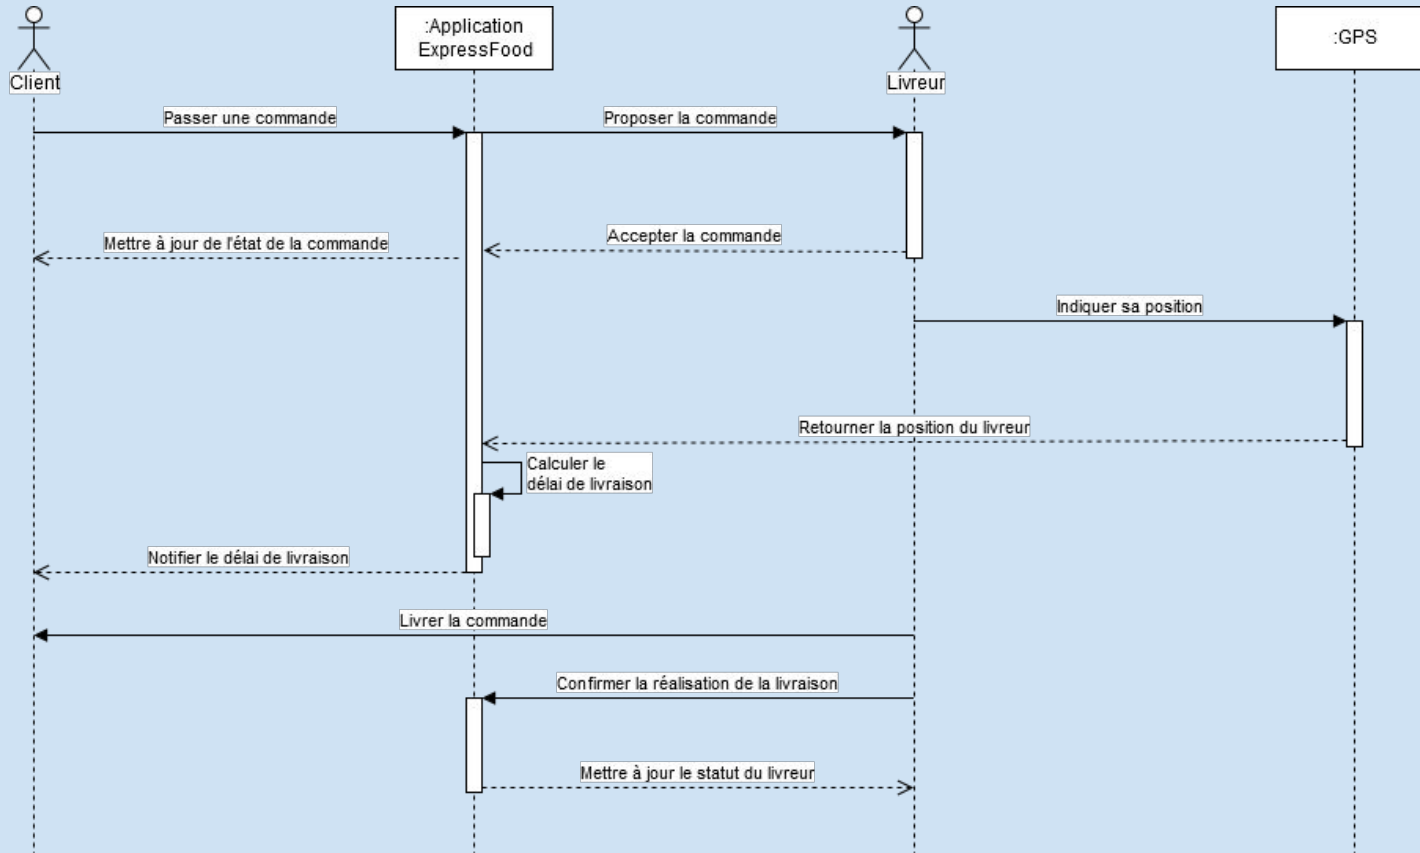 :Application
ExpressFood
:GPS
Client
Livreur
Passer une commande
Proposer la commande
Accepter la commande
Mettre à jour de l'état de la commande
Indiquer sa position
Retourner la position du livreur
Calculer le
délai de livraison
Notifier le délai de livraison
Livrer la commande
Confirmer la réalisation de la livraison
Mettre à jour le statut du livreur